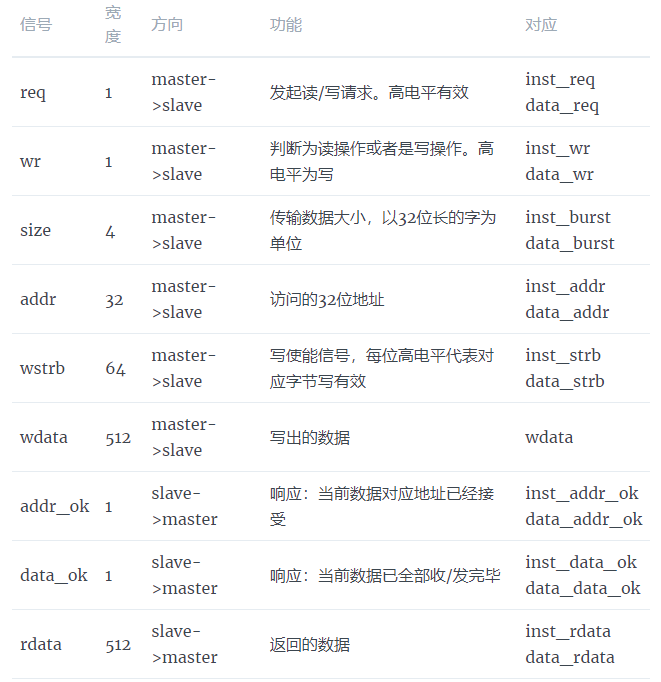 信号 宽度 方向 功能 对应
req 1 master->slave 发起读/写请求。高电平有效 inst_req data_req
wr 1 master->slave 判断为读操作或者是写操作。高电平为写 inst_wr data_wr
size 4 master->slave 传输数据大小，以32位长的字为单位 inst_burst data_burst
addr 32 master->slave 访问的32位地址 inst_addr data_addr
wstrb 64 master->slave 写使能信号，每位高电平代表对应字节写有效 inst_strb data_strb
wdata 512 master->slave 写出的数据 wdata
addr_ok 1 slave->master 响应：当前数据对应地址已经接受 inst_addr_ok data_addr_ok
data_ok 1 slave->master 响应：当前数据已全部收/发完毕 inst_data_ok data_data_ok
rdata 512 slave->master 返回的数据 inst_rdata data_rdata